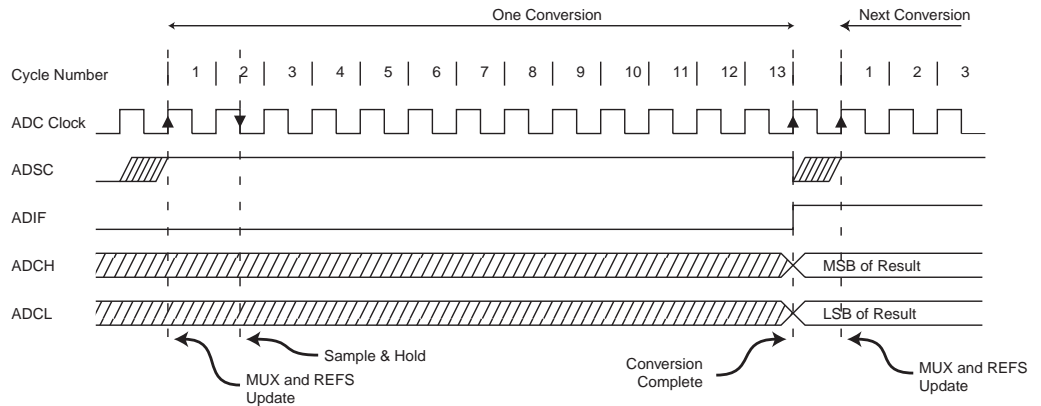 One Conversion
Next Conversion
Cycle Number 1 2 3 4 5 6 7 8 9 10 11 12 13 1 2 3
ADC Clock
ADSC
ADIF
ADCH
MSB of Result
ADCL
LSB of Result
Sample & Hold
MUX and REFS
Update
Conversion
Complete
MUX and REFS
Update